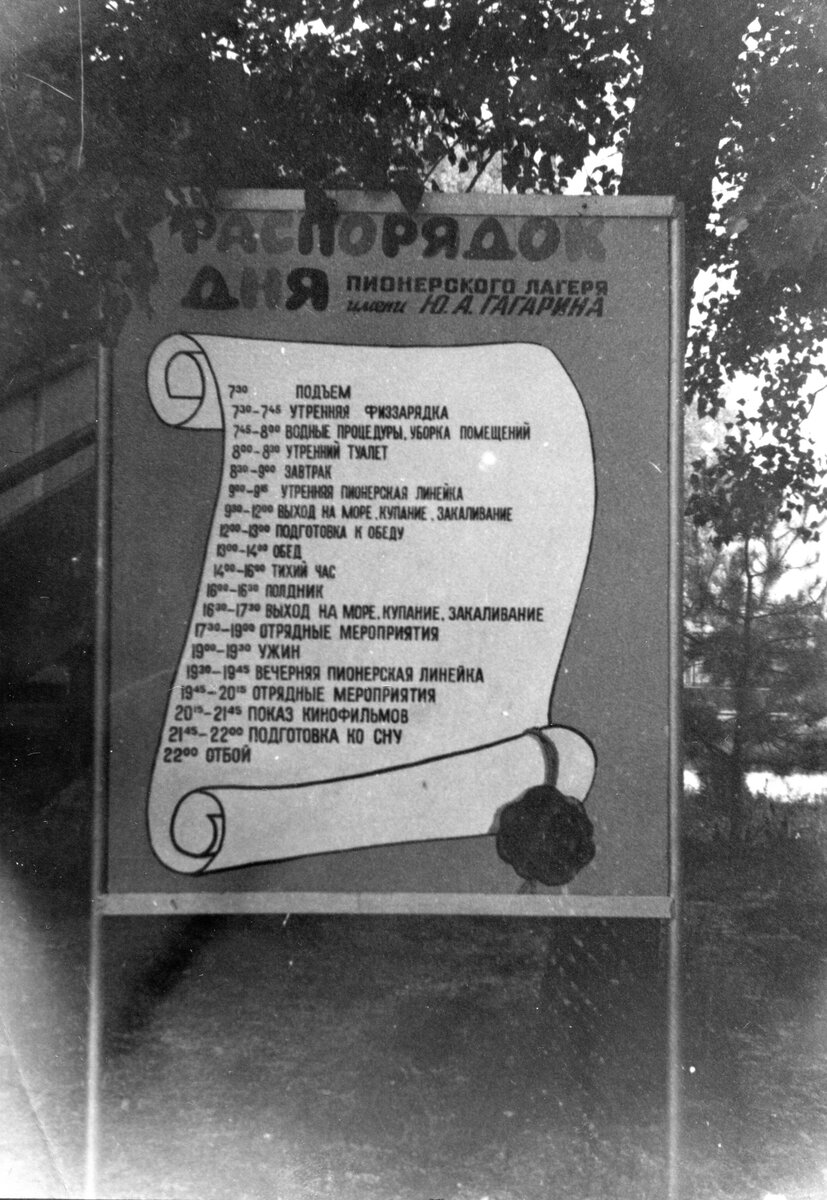 РАСПОРЯДОК
ДНЯ ПИОНЕРСКОГО ЛАГЕРЯ
имени Ю.А.ГАГАРИНА
7³⁰ ПОДЪЕМ
7³⁰-7⁴⁵ УТРЕННЯЯ ФИЗЗАРЯДКА
7⁴⁵-8⁰⁰ ВОДНЫЕ ПРОЦЕДУРЫ, УБОРКА ПОМЕЩЕНИЙ
8⁰⁰-8³⁰ УТРЕННИЙ ТУАЛЕТ
8³⁰-9⁰⁰ ЗАВТРАК
9⁰⁰-9¹⁵ УТРЕННЯЯ ПИОНЕРСКАЯ ЛИНЕЙКА
9³⁰-12⁰⁰ ВЫХОД НА МОРЕ, КУПАНИЕ, ЗАКАЛИВАНИЕ
12⁰⁰-13⁰⁰ ПОДГОТОВКА К ОБЕДУ
13⁰⁰-14⁰⁰ ОБЕД
14⁰⁰-16⁰⁰ ТИХИЙ ЧАС
16⁰⁰-16³⁰ ПОЛДНИК
16³⁰-17³⁰ ВЫХОД НА МОРЕ, КУПАНИЕ, ЗАКАЛИВАНИЕ
17³⁰-19⁰⁰ ОТРЯДНЫЕ МЕРОПРИЯТИЯ
19⁰⁰-19³⁰ УЖИН
19³⁰-19⁴⁵ ВЕЧЕРНЯЯ ПИОНЕРСКАЯ ЛИНЕЙКА
19⁴⁵-20¹⁵ ОТРЯДНЫЕ МЕРОПРИЯТИЯ
20¹⁵-21⁴⁵ ПОКАЗ КИНОФИЛЬМОВ
21⁴⁵-22⁰⁰ ПОДГОТОВКА КО СНУ
22⁰⁰ ОТБОЙ